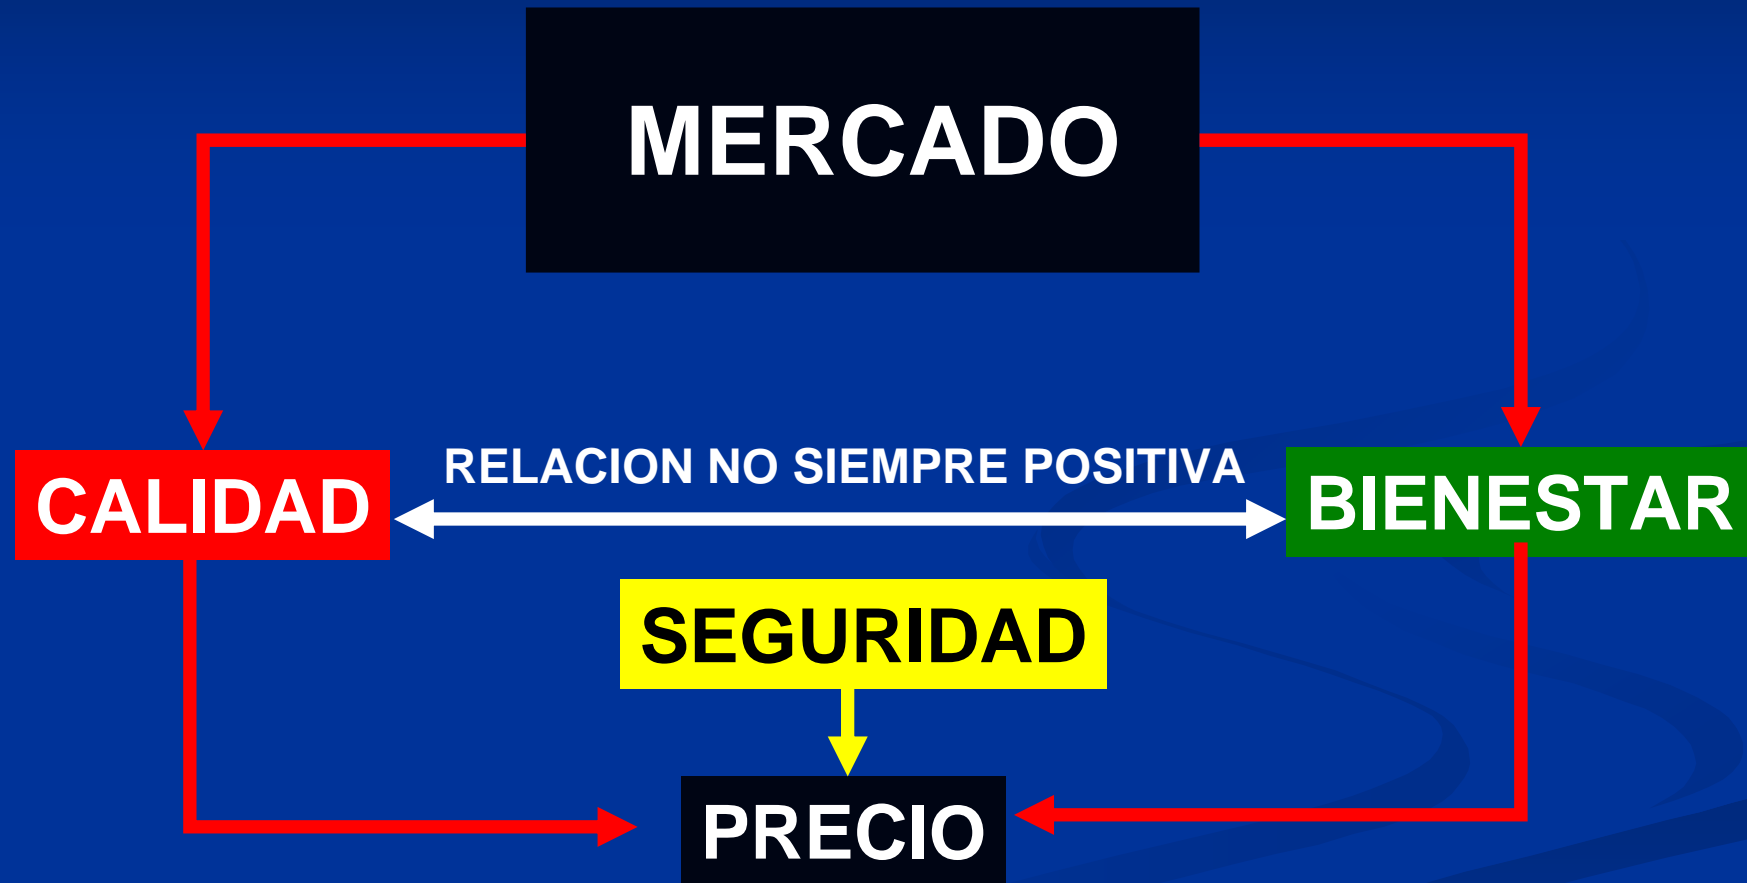 MERCADO
RELACION NO SIEMPRE POSITIVA
CALIDAD
BIENESTAR
SEGURIDAD
PRECIO